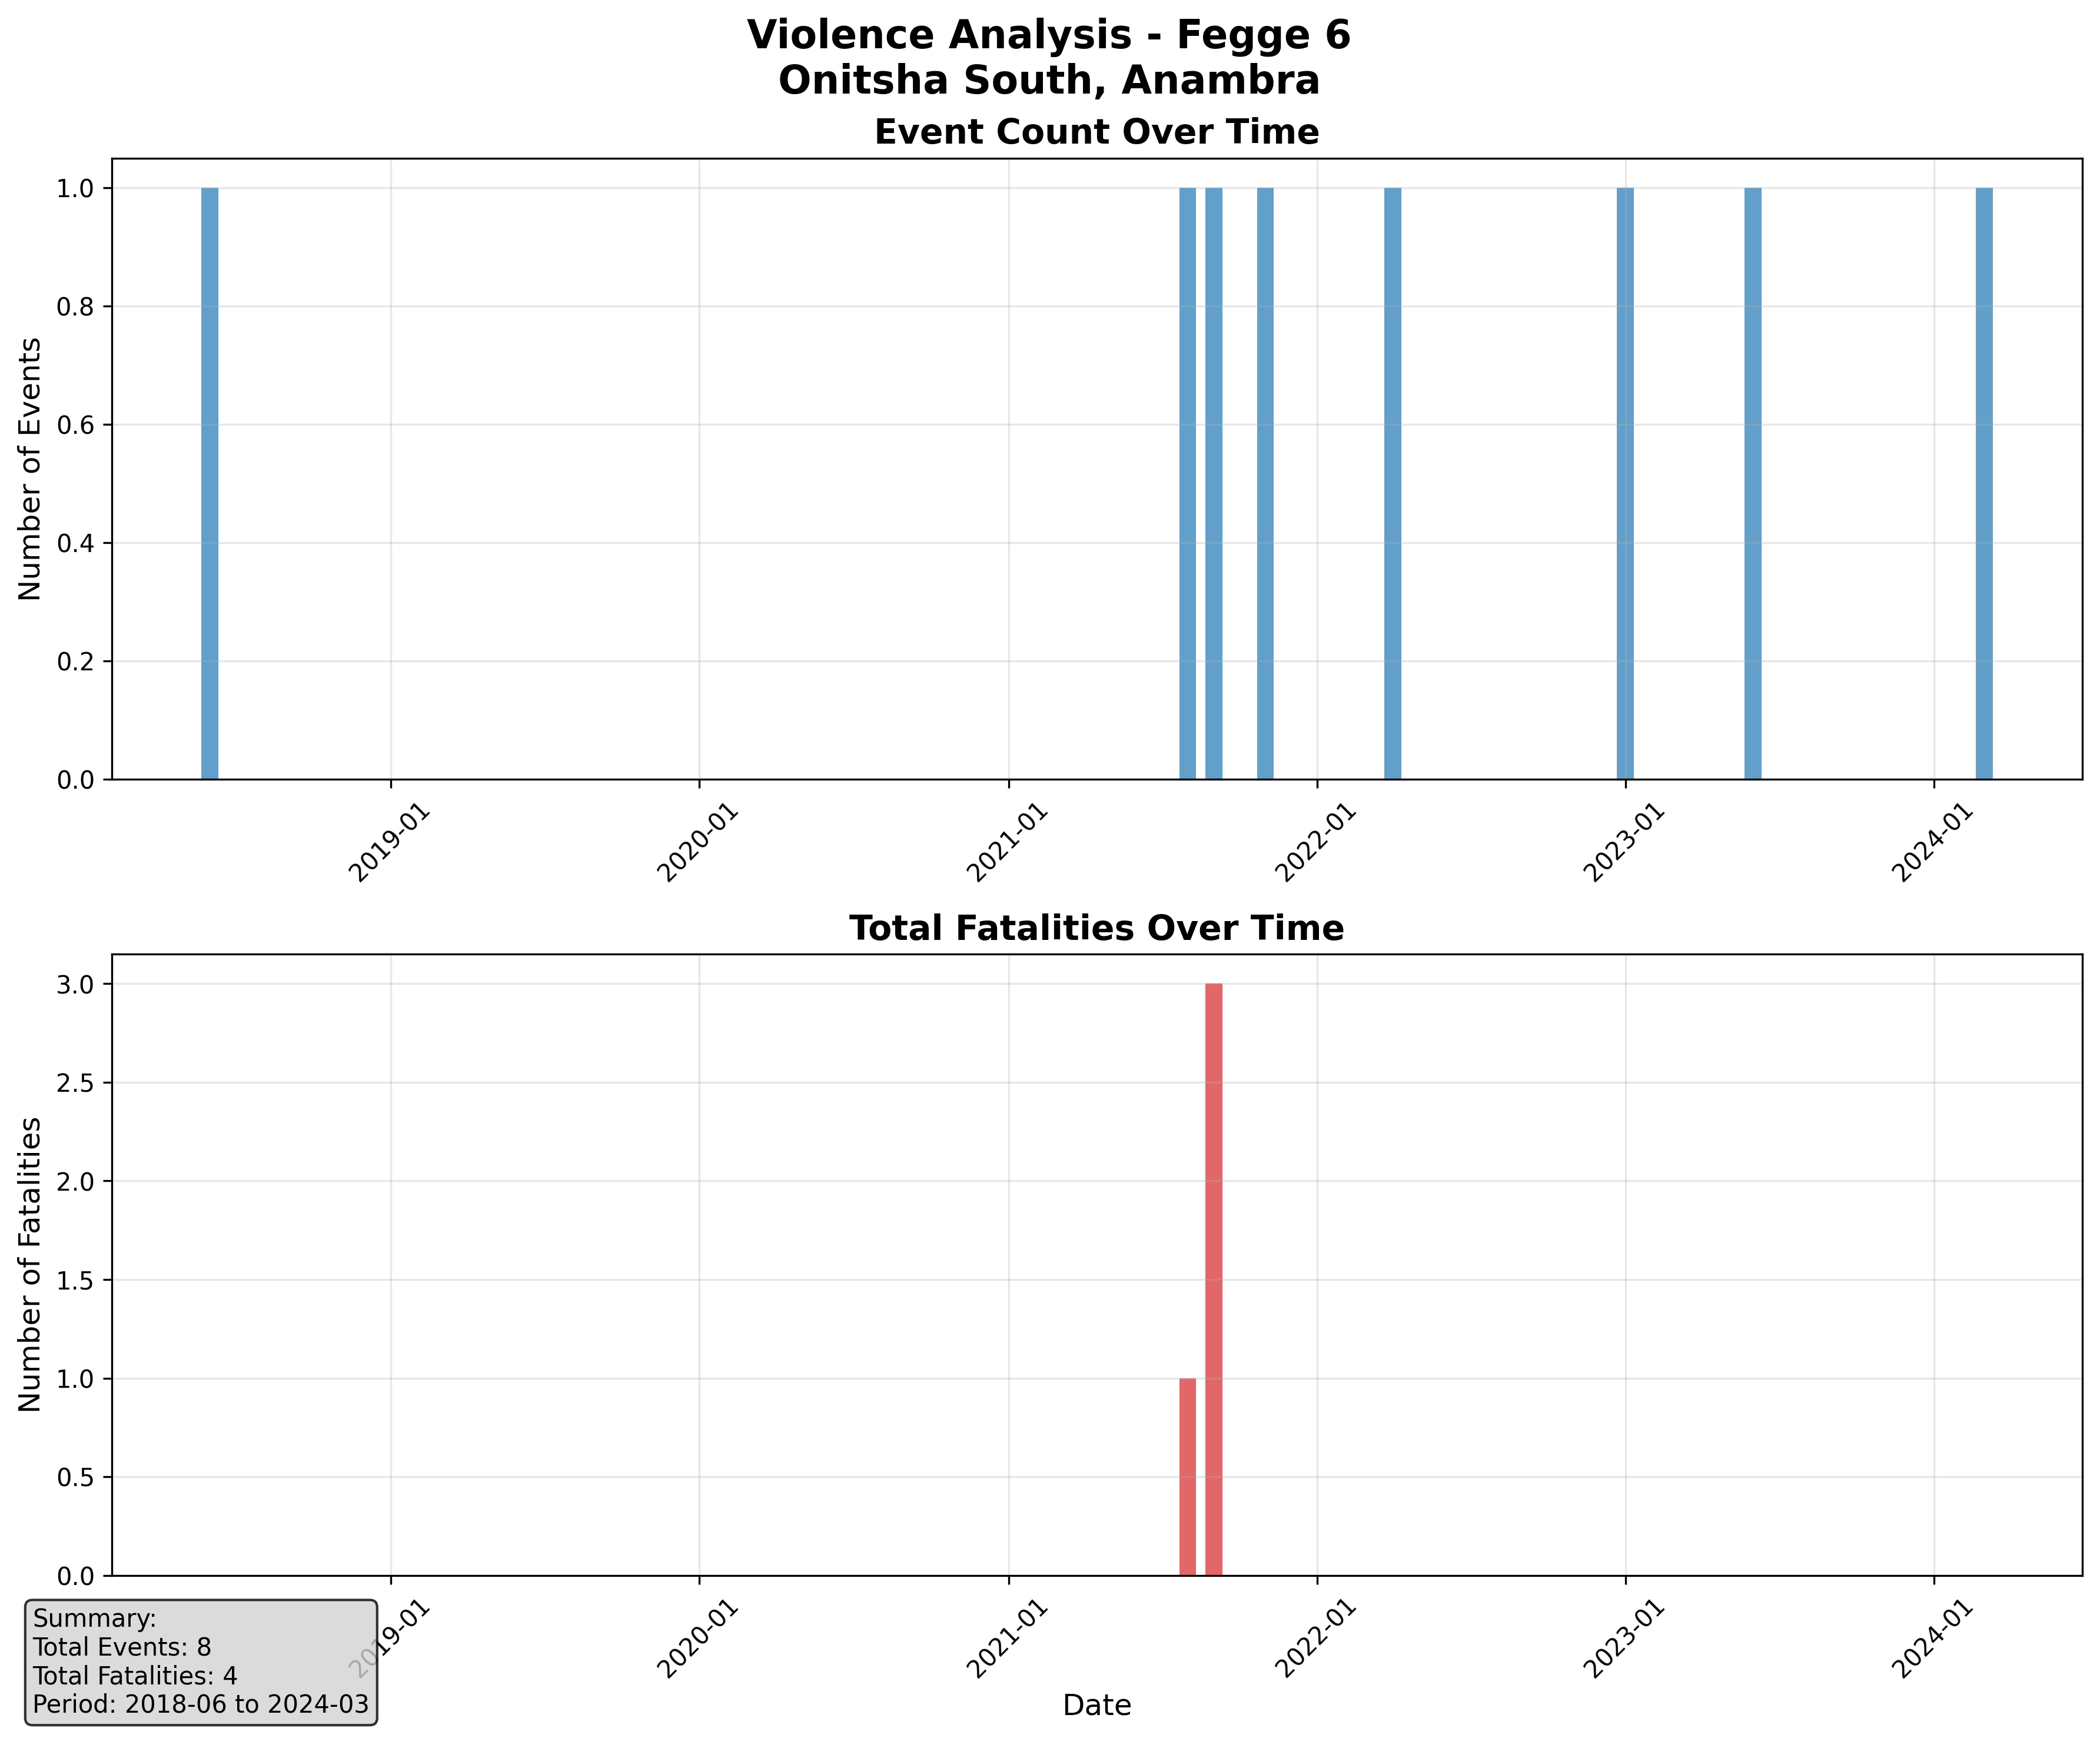 Violence Analysis - Fegge 6
Onitsha South, Anambra
Event Count Over Time
Number of Events
1.0
0.8
0.6
0.4
0.2
0.0
2019-01
2020-01
2021-01
2022-01
2023-01
2024-01
Total Fatalities Over Time
Number of Fatalities
3.0
2.5
2.0
1.5
1.0
0.5
0.0
2019-01
2020-01
2021-01
2022-01
2023-01
2024-01
Date
Summary:
Total Events: 8
Total Fatalities: 4
Period: 2018-06 to 2024-03